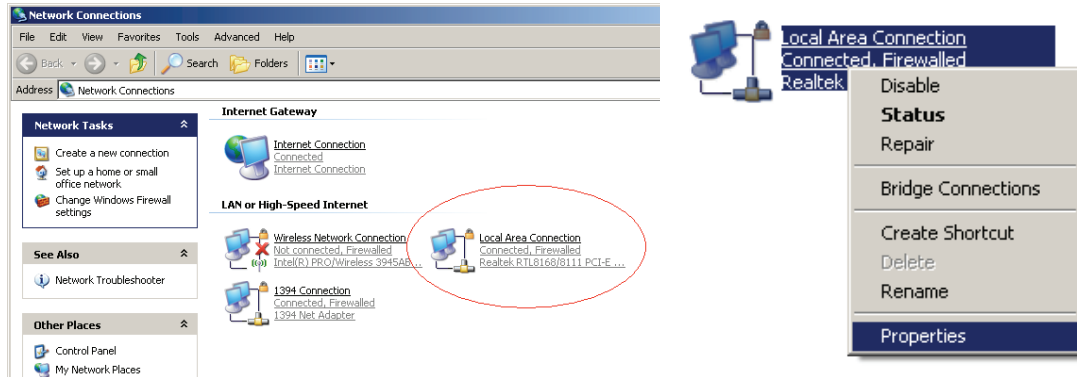 Network Connections
File Edit View Favorites Tools Advanced Help
Back Search Folders
Address Network Connections
Network Tasks
Create a new connection
Set up a home or small
office network
Change Windows Firewall
settings
See Also
Network Troubleshooter
Other Places
Control Panel
My Network Places
Internet Gateway
Internet Connection
Connected
Internet Connection
LAN or High-Speed Internet
Wireless Network Connection
Not connected, Firewalled
Intel(R) PRO/Wireless 3945AB...
Local Area Connection
Connected, Firewalled
Realtek RTL8168/8111 PCI-E ...
1394 Connection
Connected, Firewalled
1394 Net Adapter
Local Area Connection
Connected, Firewalled
Realtek
Disable
Status
Repair
Bridge Connections
Create Shortcut
Delete
Rename
Properties